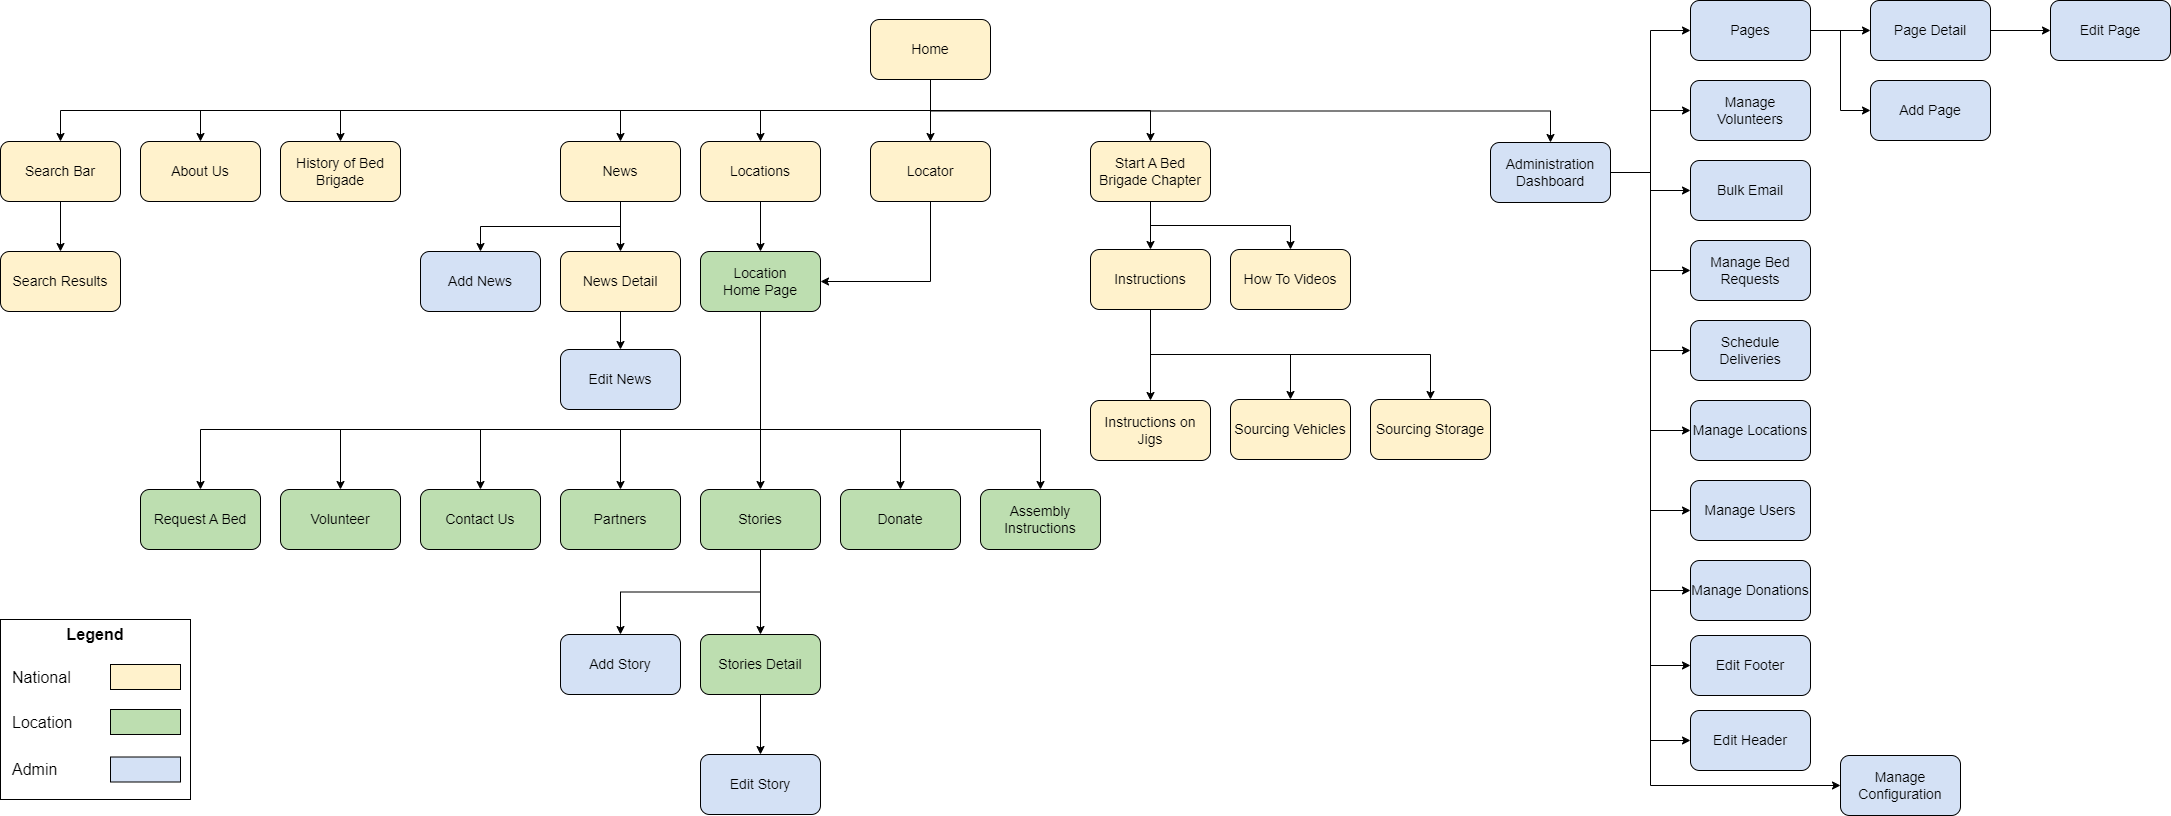 Home
Pages
Page Detail
Edit Page
Manage
Volunteers
Add Page
Search Bar
About Us
History of Bed
Brigade
News
Locations
Locator
Start A Bed
Brigade Chapter
Administration
Dashboard
Bulk Email
Search Results
Add News
News Detail
Location
Home Page
Instructions
How To Videos
Manage Bed
Requests
Edit News
Schedule
Deliveries
Instructions on
Jigs
Sourcing Vehicles
Sourcing Storage
Manage Locations
Request A Bed
Volunteer
Contact Us
Partners
Stories
Donate
Assembly
Instructions
Manage Users
Manage Donations
Add Story
Stories Detail
Edit Footer
Edit Header
Edit Story
Manage
Configuration
Legend
National
Location
Admin